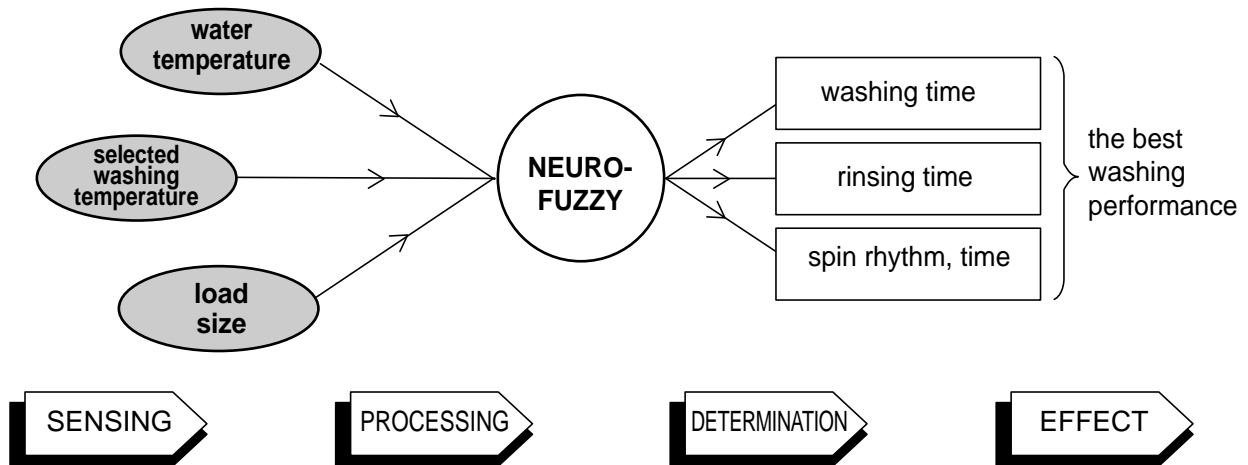 water
temperature
selected
washing
temperature
load
size
NEURO-
FUZZY
washing time
rinsing time
spin rhythm, time
the best
washing
performance
SENSING
PROCESSING
DETERMINATION
EFFECT